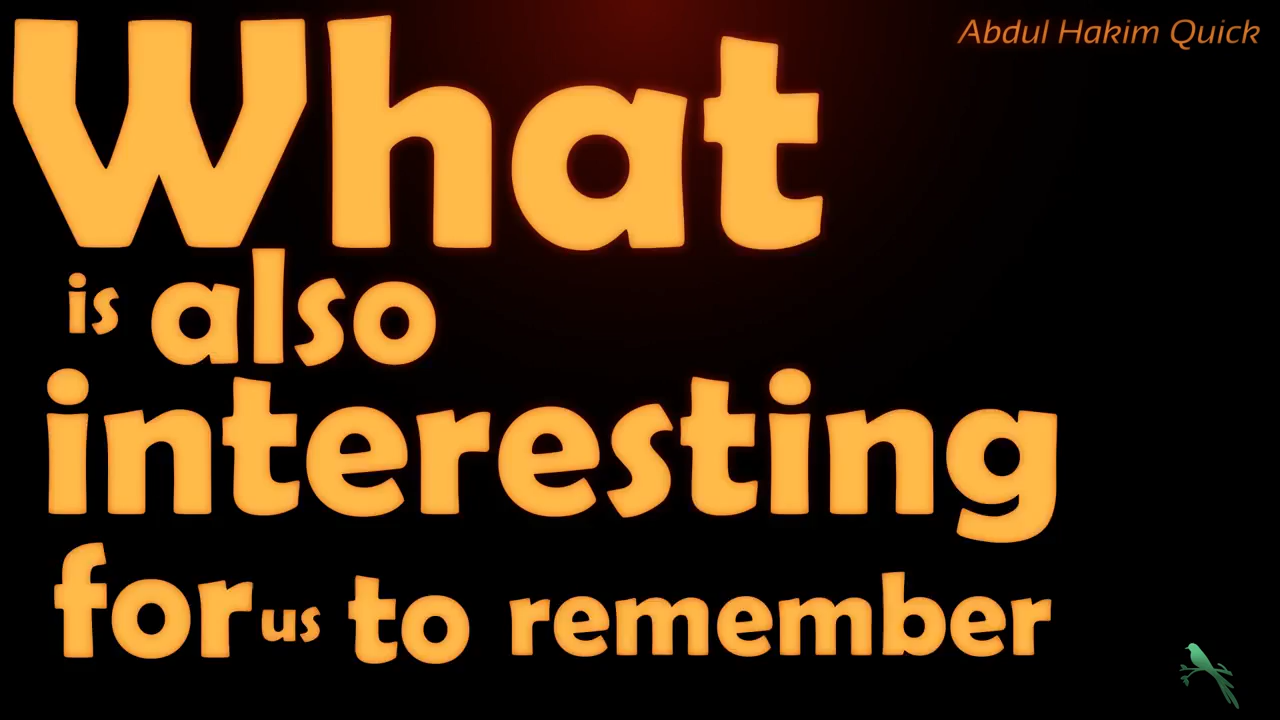 Abdul Hakim Quick
What
is also
interesting
for us to remember